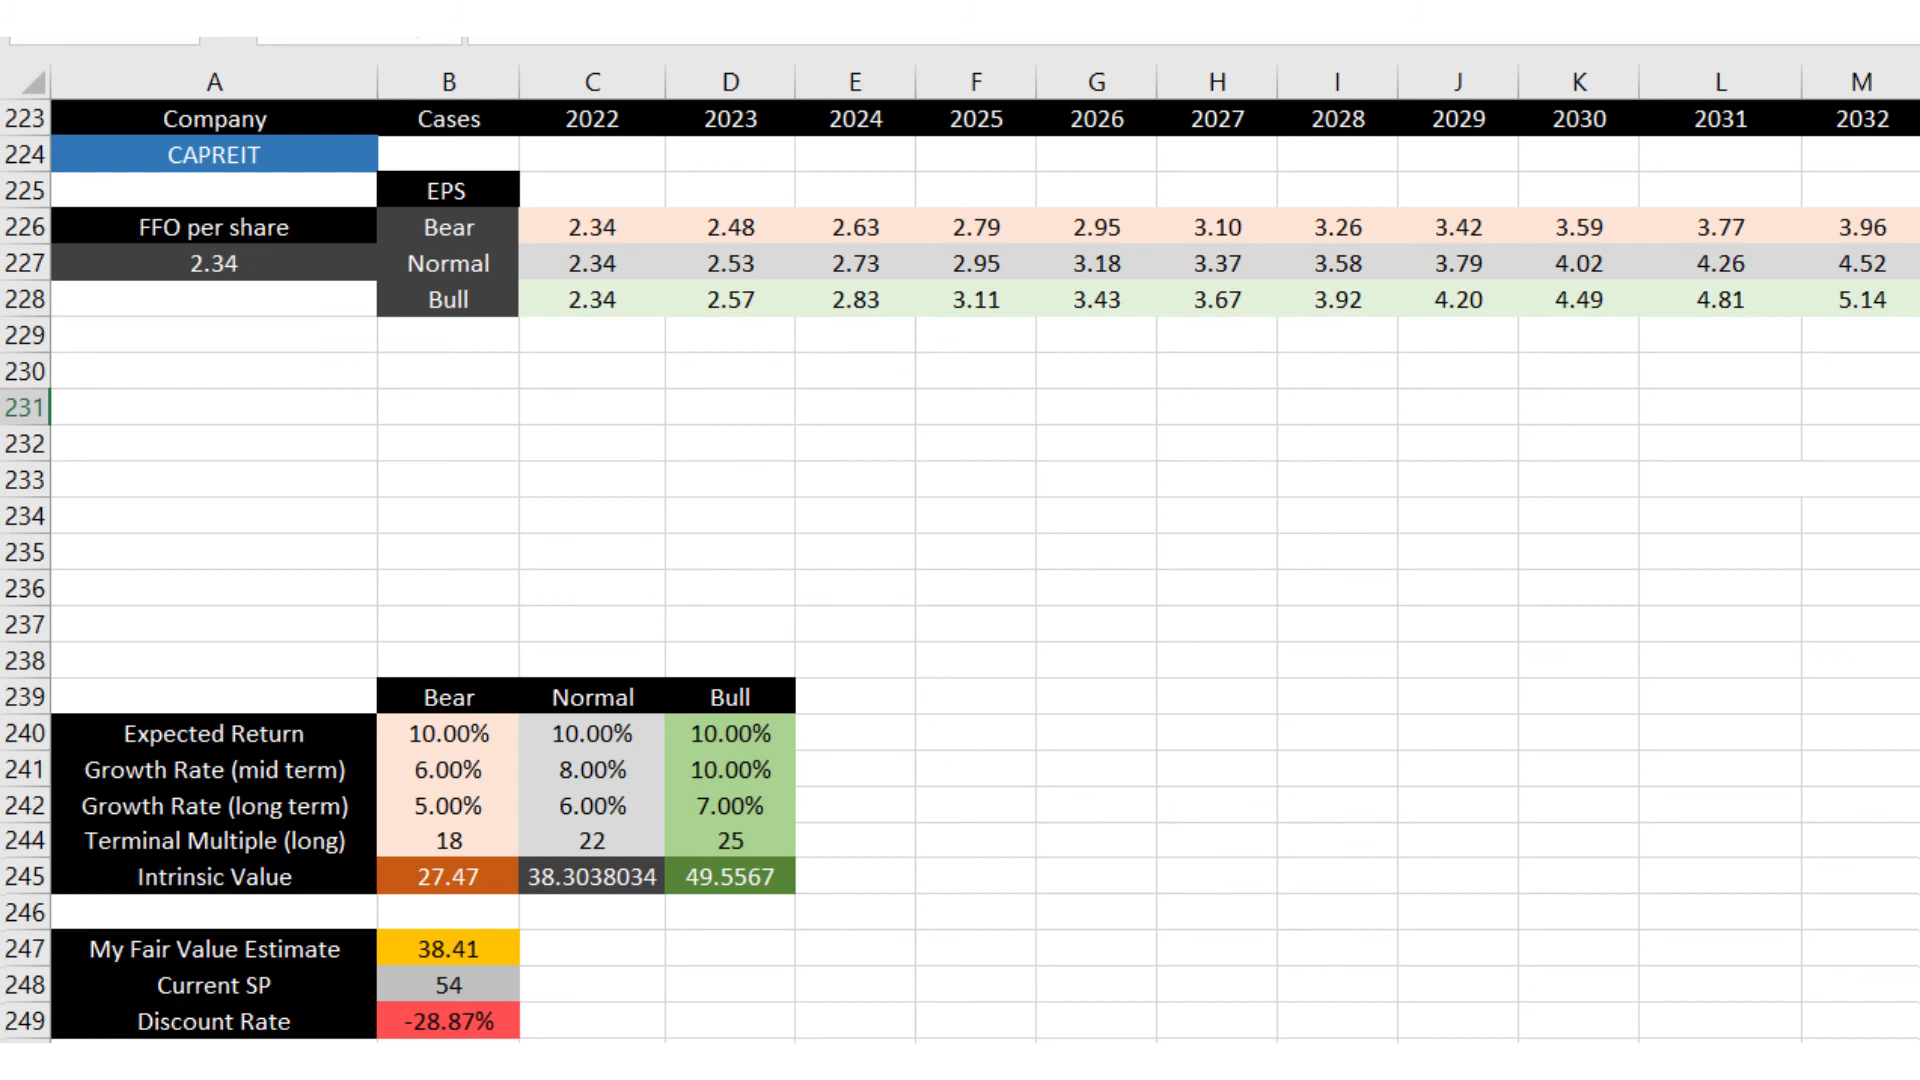 A B C D E F G H I J K L M
223 Company Cases 2022 2023 2024 2025 2026 2027 2028 2029 2030 2031 2032
224 CAPREIT
225 EPS
226 FFO per share Bear 2.34 2.48 2.63 2.79 2.95 3.10 3.26 3.42 3.59 3.77 3.96
227 2.34 Normal 2.34 2.53 2.73 2.95 3.18 3.37 3.58 3.79 4.02 4.26 4.52
228 Bull 2.34 2.57 2.83 3.11 3.43 3.67 3.92 4.20 4.49 4.81 5.14
229
230
231
232
233
234
235
236
237
238
239 Bear Normal Bull
240 Expected Return 10.00% 10.00% 10.00%
241 Growth Rate (mid term) 6.00% 8.00% 10.00%
242 Growth Rate (long term) 5.00% 6.00% 7.00%
244 Terminal Multiple (long) 18 22 25
245 Intrinsic Value 27.47 38.3038034 49.5567
246
247 My Fair Value Estimate 38.41
248 Current SP 54
249 Discount Rate -28.87%